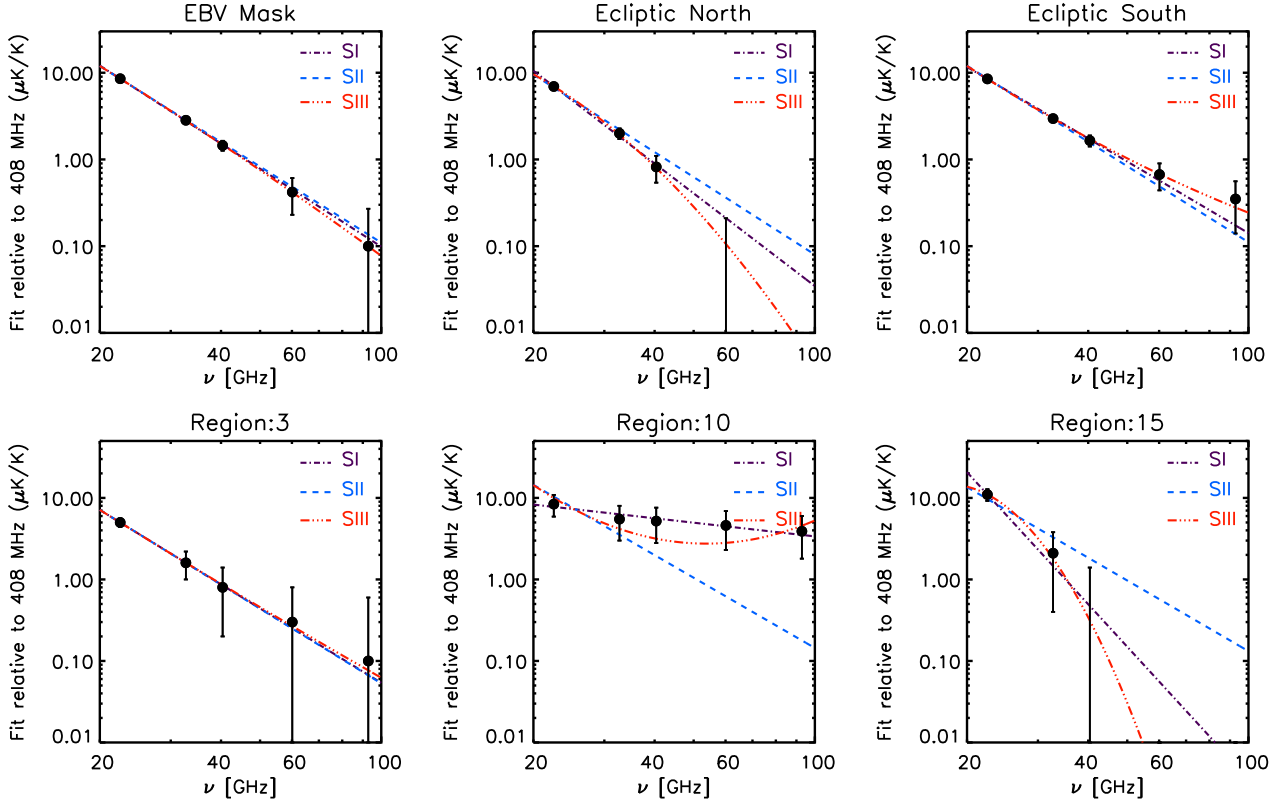 EBV Mask
Fit relative to 408 MHz (μK/K)
10.00
1.00
0.10
0.01
SI
SII
SIII
20
40
60
100
ν [GHz]
Ecliptic North
Fit relative to 408 MHz (μK/K)
10.00
1.00
0.10
0.01
SI
SII
SIII
20
40
60
100
ν [GHz]
Ecliptic South
Fit relative to 408 MHz (μK/K)
10.00
1.00
0.10
0.01
SI
SII
SIII
20
40
60
100
ν [GHz]
Region:3
Fit relative to 408 MHz (μK/K)
10.00
1.00
0.10
0.01
SI
SII
SIII
20
40
60
100
ν [GHz]
Region:10
Fit relative to 408 MHz (μK/K)
10.00
1.00
0.10
0.01
SI
SII
SIII
20
40
60
100
ν [GHz]
Region:15
Fit relative to 408 MHz (μK/K)
10.00
1.00
0.10
0.01
SI
SII
SIII
20
40
60
100
ν [GHz]